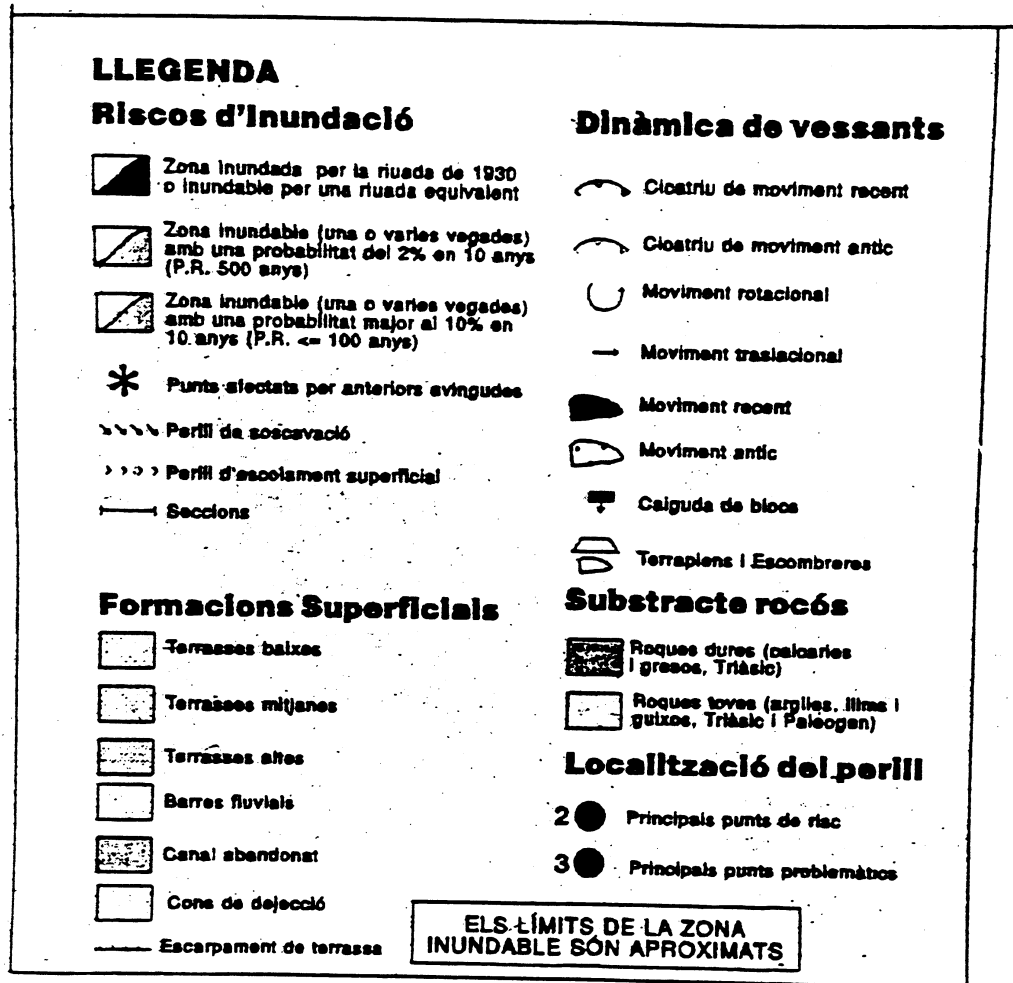 LLEGENDA
Riscos d'Inundació
Zona inundada per la riuada de 1930
o inundable per una riuada equivalent
Zona inundable (una o varies vegades)
amb una probabilitat del 2% en 10 anys
(P.R. 500 anys)
Zona inundable (una o varies vegades)
amb una probabilitat major al 10% en
10 anys (P.R. <= 100 anys)
Punts afectats per anteriors avingudes
Perill de soscavació
Perill d'escolament superficial
Seccions
Dinàmica de vessants
Cicatriu de moviment recent
Cicatriu de moviment antic
Moviment rotacional
Moviment traslacional
Moviment recent
Moviment antic
Caiguda de blocs
Terraplens i Escombreres
Formacions Superficials
Terrasses baixes
Terrasses mitjanes
Terrasses altes
Barres fluvials
Canal abandonat
Cons de dejecció
Escarpament de terrassa
Substracte rocós
Roques dures (calcaries
i gresos, Triàsic)
Roques toves (argiles, llims i
guixos, Triàsic i Paleogen)
Localització del perill
2 Principals punts de risc
3 Principals punts problemàtics
ELS LÍMITS DE LA ZONA
INUNDABLE SÓN APROXIMATS